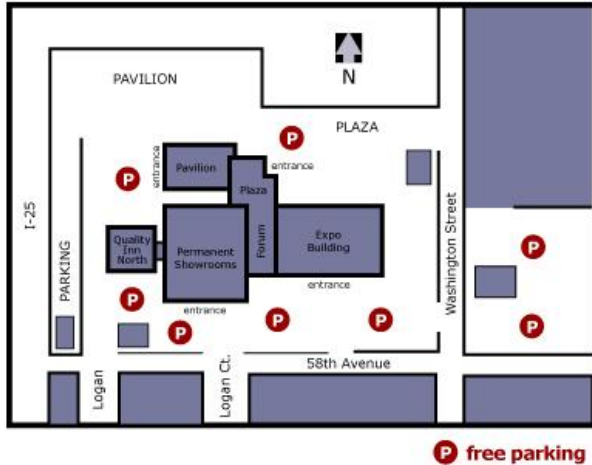 PAVILION
N
PLAZA
P
entrance
Pavilion
entrance
P
Plaza
I-25
PARKING
Quality
Inn
North
Permanent
Showrooms
Forum
Expo
Building
Washington Street
P
P
entrance
entrance
P
P
P
P
58th Avenue
Logan
Logan Ct.
P free parking